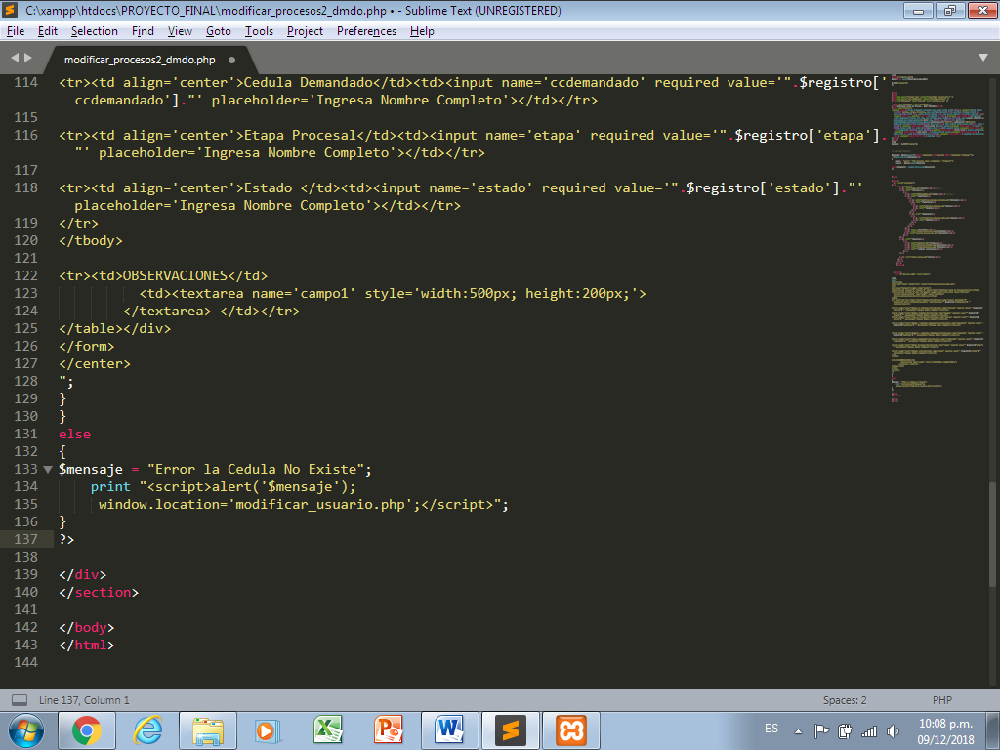 C:\xampp\htdocs\PROYECTO_FINAL\modificar_procesos2_dmdo.php • - Sublime Text (UNREGISTERED)
File Edit Selection Find View Goto Tools Project Preferences Help
modificar_procesos2_dmdo.php
114 <tr><td align='center'>Cedula Demandado</td><td><input name='ccdemandado' required value='".$registro['
ccdemandado']."' placeholder='Ingresa Nombre Completo'></td></tr>
115
116 <tr><td align='center'>Etapa Procesal</td><td><input name='etapa' required value='".$registro['etapa'].
"' placeholder='Ingresa Nombre Completo'></td></tr>
117
118 <tr><td align='center'>Estado </td><td><input name='estado' required value='".$registro['estado']."'
placeholder='Ingresa Nombre Completo'></td></tr>
119 </tr>
120 </tbody>
121
122 <tr><td>OBSERVACIONES</td>
123 <td><textarea name='campo1' style='width:500px; height:200px;'>
124 </textarea> </td></tr>
125 </table></div>
126 </form>
127 </center>
128 ";
129 }
130 }
131 else
132 {
133 $mensaje = "Error la Cedula No Existe";
134 print "<script>alert('$mensaje');
135 window.location='modificar_usuario.php';</script>";
136 }
137 ?>
138
139 </div>
140 </section>
141
142 </body>
143 </html>
144
Line 137, Column 1 Spaces: 2 PHP
ES 10:08 p.m.
09/12/2018